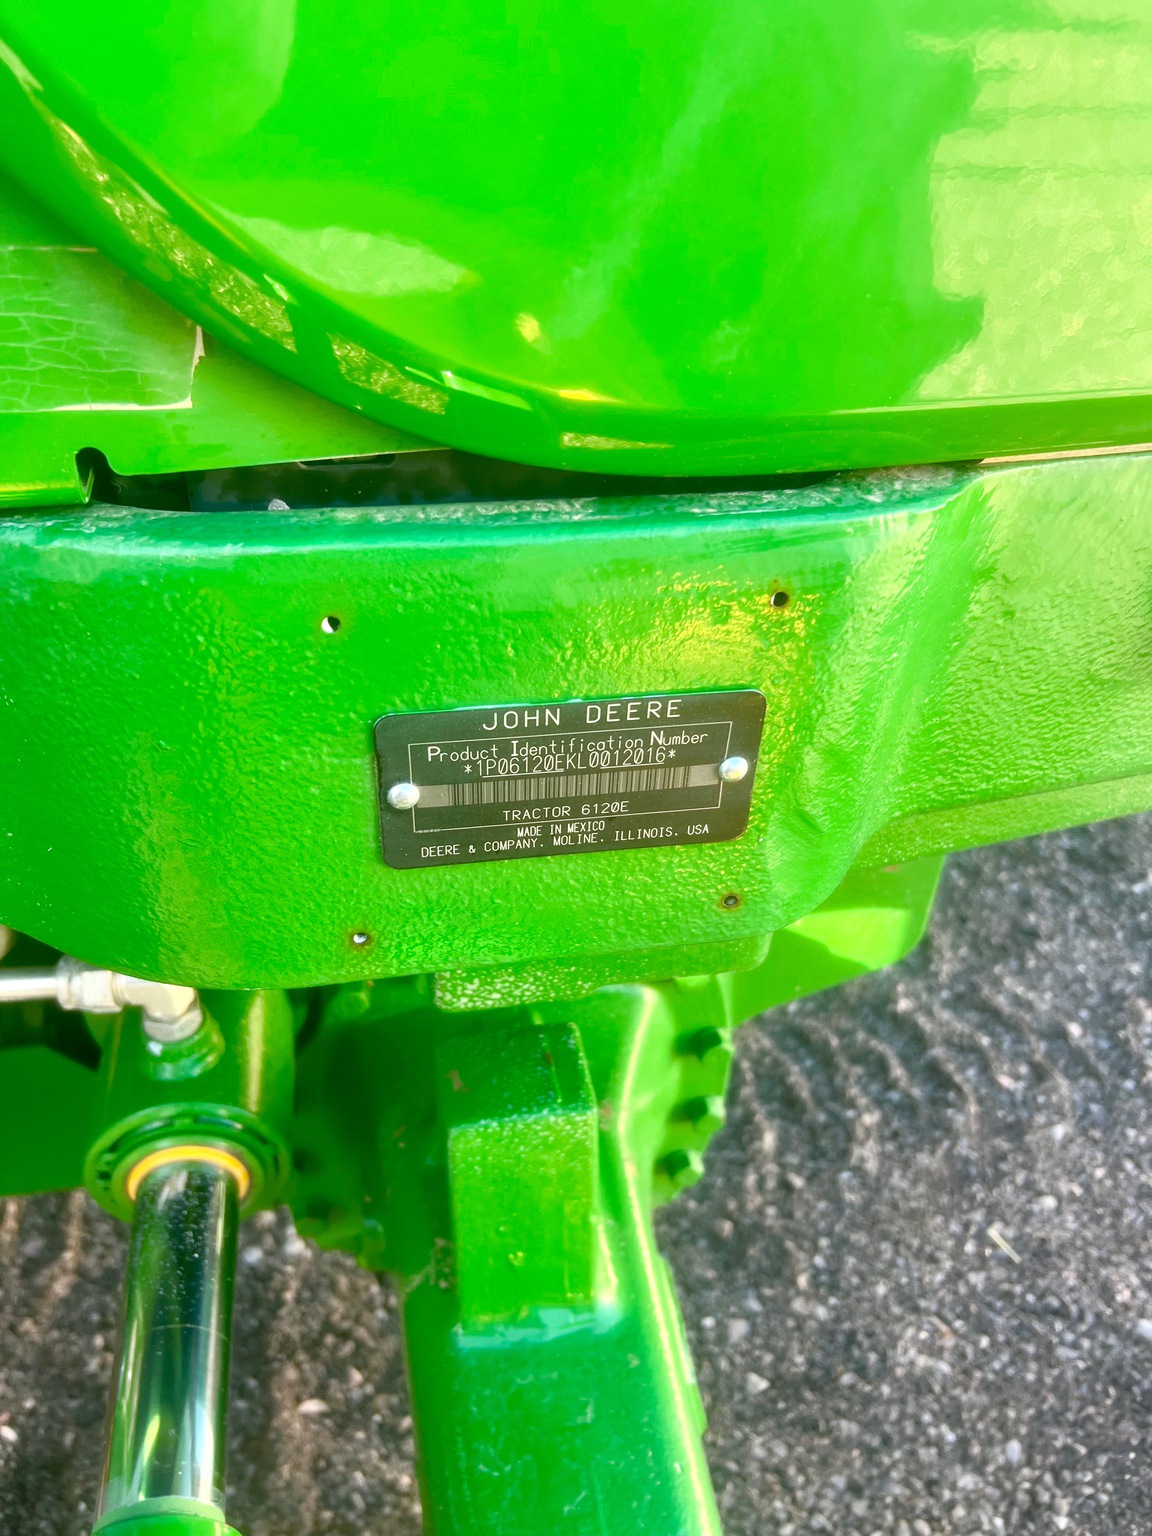 JOHN DEERE
Product Identification Number
*1P06120EKL0012016*
TRACTOR 6120E
MADE IN MEXICO
DEERE & COMPANY. MOLINE. ILLINOIS. USA